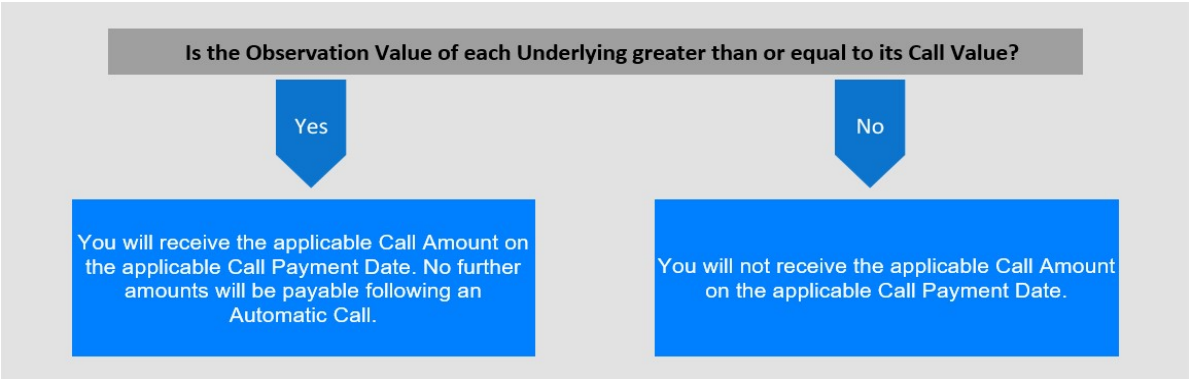 Is the Observation Value of each Underlying greater than or equal to its Call Value?
Yes
No
You will receive the applicable Call Amount on
the applicable Call Payment Date. No further
amounts will be payable following an
Automatic Call.
You will not receive the applicable Call Amount
on the applicable Call Payment Date.